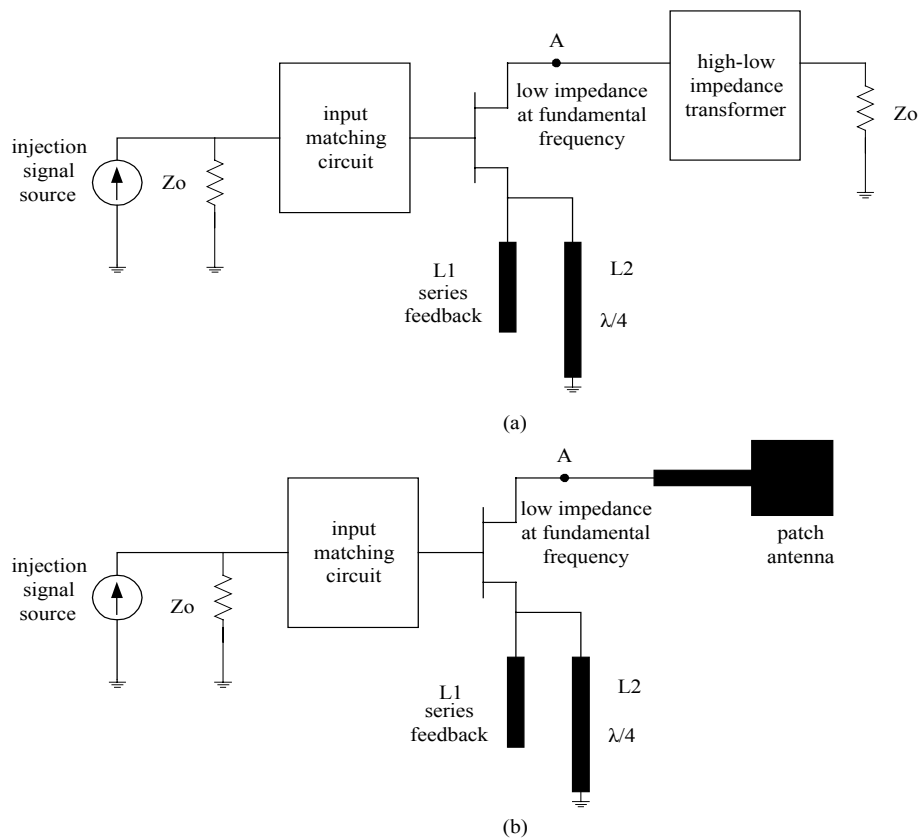 A
high-low
impedance
transformer
low impedance
at fundamental
frequency
input
matching
circuit
Zo
injection
signal
source
Zo
L1
series
feedback
L2
λ/4
(a)
A
low impedance
at fundamental
frequency
patch
antenna
input
matching
circuit
injection
signal
source
Zo
L1
series
feedback
L2
λ/4
(b)